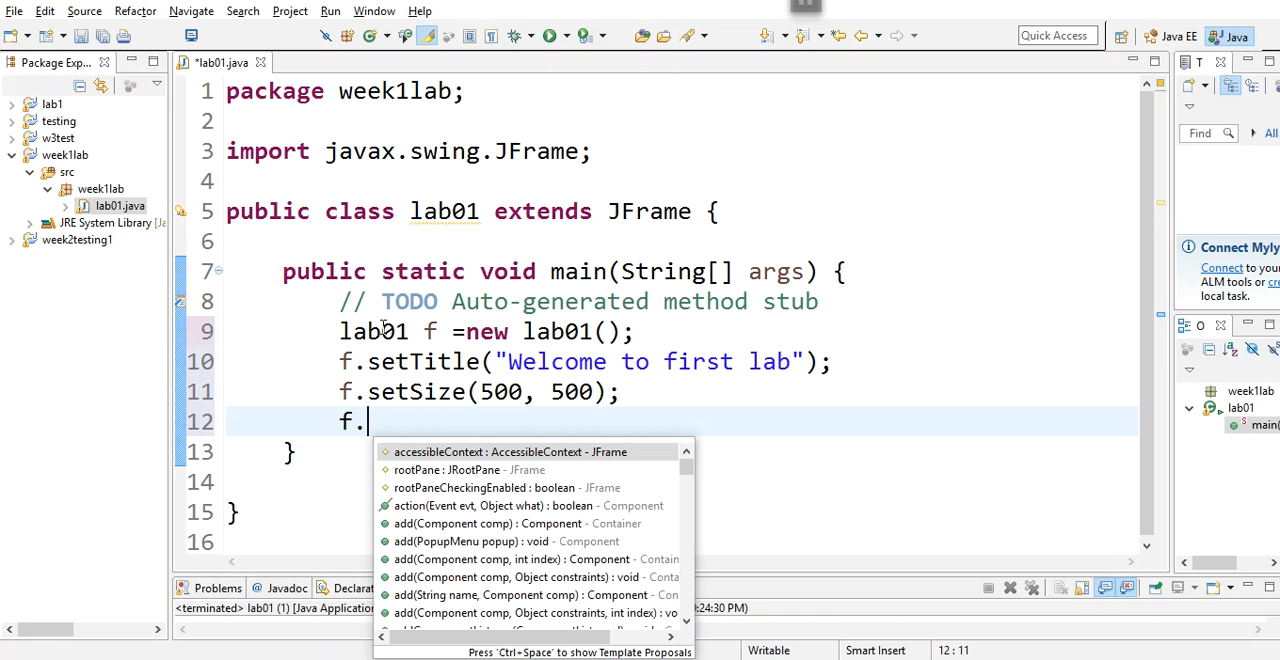 File Edit Source Refactor Navigate Search Project Run Window Help
Quick Access Java EE Java
Package Exp... *lab01.java T
lab1
testing
w3test
week1lab
src
week1lab
lab01.java
JRE System Library [Ja
week2testing1
1 package week1lab;
2
3 import javax.swing.JFrame;
4
5 public class lab01 extends JFrame {
6
7 public static void main(String[] args) {
8 // TODO Auto-generated method stub
9 lab01 f =new lab01();
10 f.setTitle("Welcome to first lab");
11 f.setSize(500, 500);
12 f.
13 }
14
15 }
16
accessibleContext : AccessibleContext - JFrame
rootPane : JRootPane - JFrame
rootPaneCheckingEnabled : boolean - JFrame
action(Event evt, Object what) : boolean - Component
add(Component comp) : Component - Container
add(PopupMenu popup) : void - Component
add(Component comp, int index) : Component - Contain
add(Component comp, Object constraints) : void - Conta
add(String name, Component comp) : Component - Con
add(Component comp, Object constraints, int index) : vo
Press 'Ctrl+Space' to show Template Proposals
Find All
Connect Myly
Connect to your
ALM tools or cre
local task.
O
week1lab
lab01
main(
Problems @ Javadoc Declara
<terminated> lab01 (1) [Java Application
0:24:30 PM)
Writable Smart Insert 12 : 11